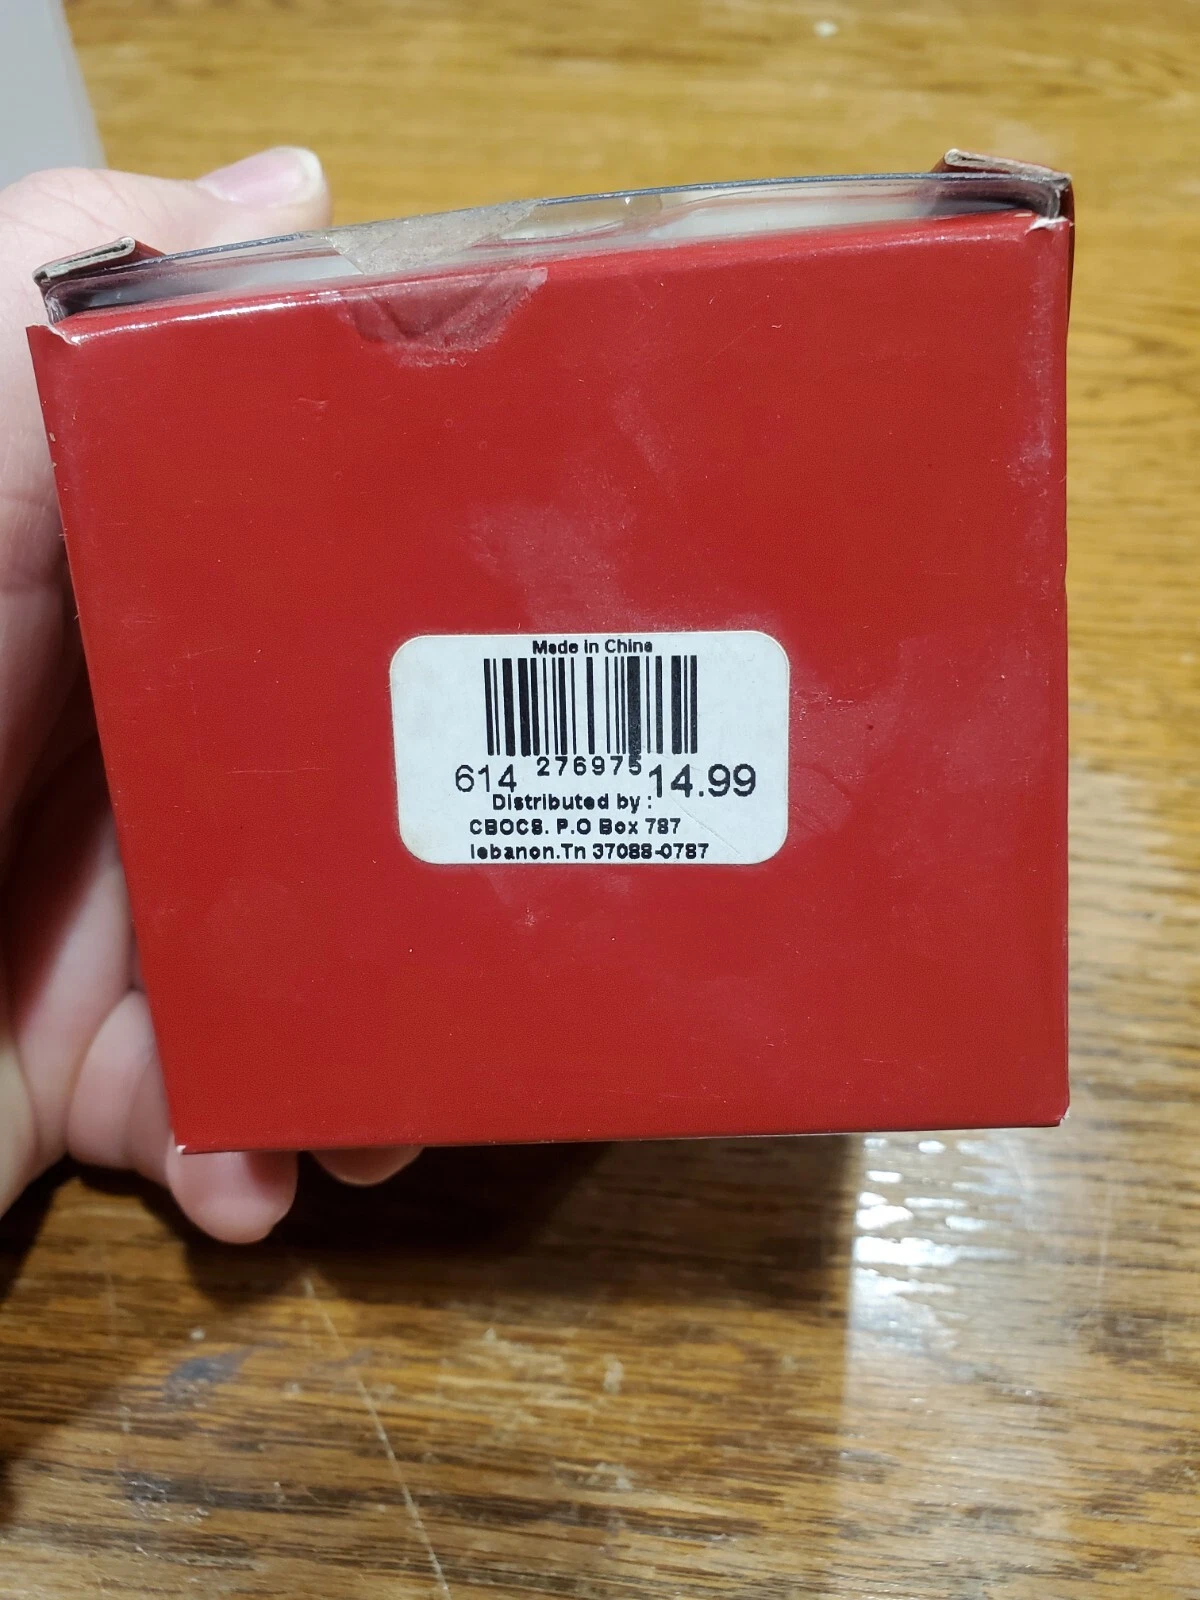 Made in China
614 276975 14.99
Distributed by :
CBOCS. P.O Box 787
lebanon.Tn 37088-0787